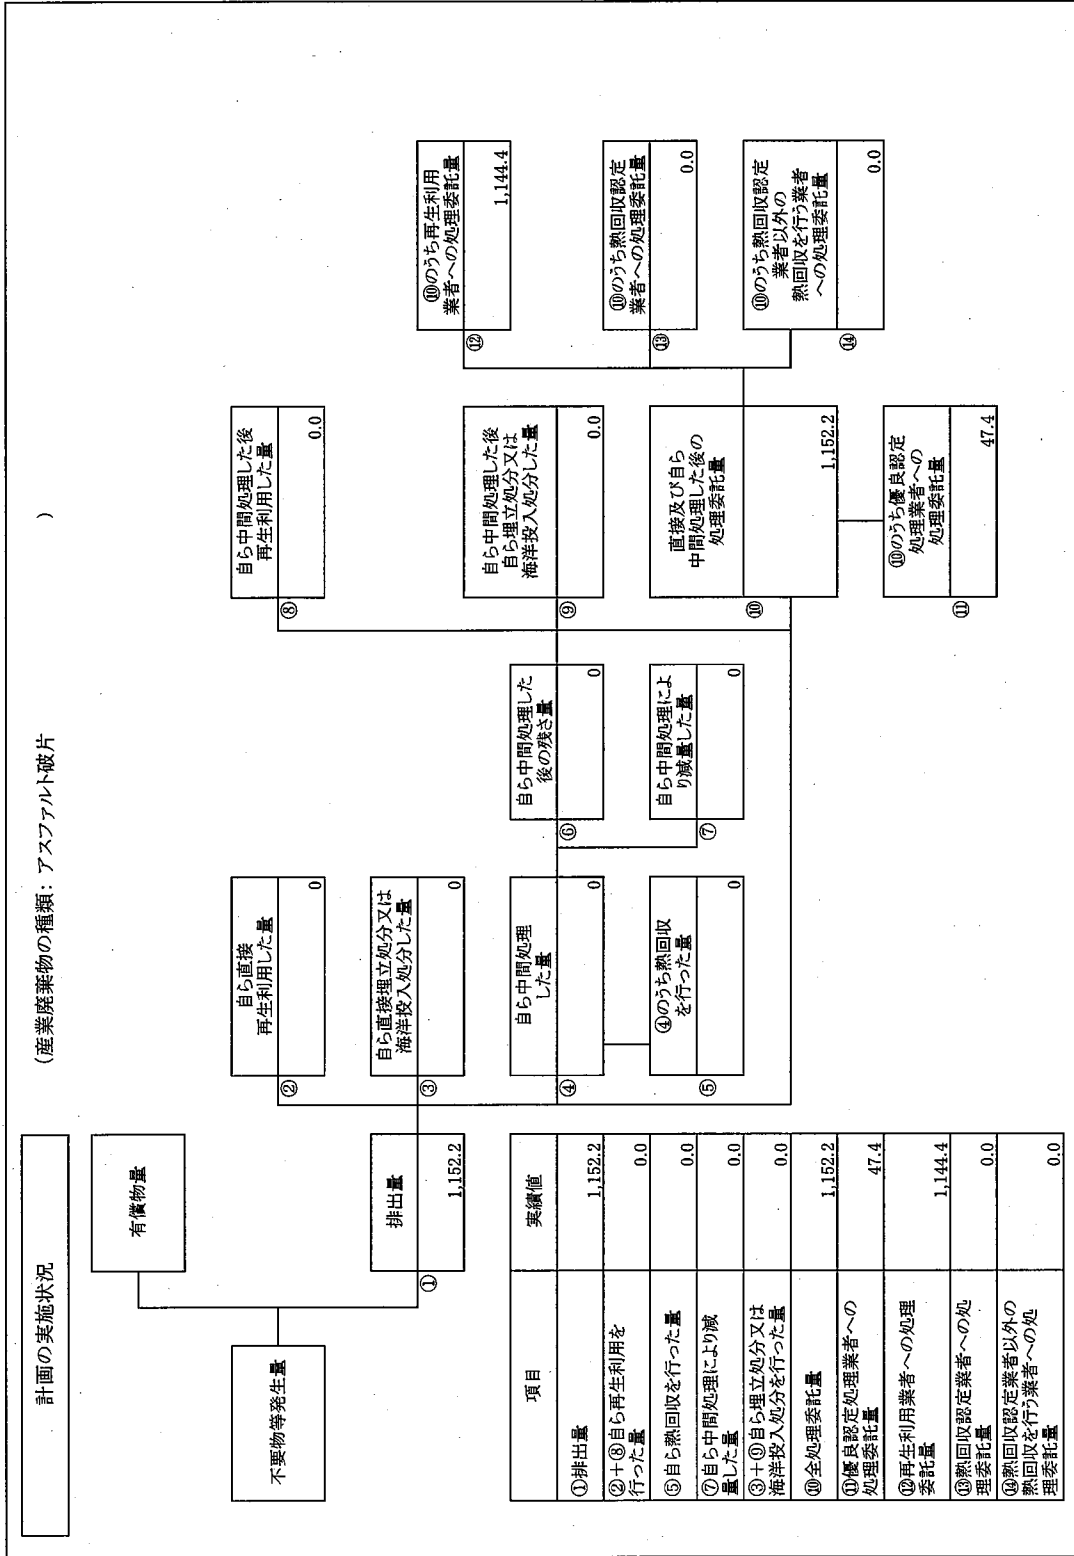 計画の実施状況
(産業廃棄物の種類: アスファルト破片　　　　　)
不要物等発生量
有償物量
①
排出量
1,152.2
②
自ら直接
再生利用した量
0
③
自ら直接埋立処分又は
海洋投入処分した量
0
④
自ら中間処理
した量
0
⑤
④のうち熱回収
を行った量
0
⑥
自ら中間処理した
後の残さ量
0
⑦
自ら中間処理によ
り減量した量
0
⑧
自ら中間処理した後
再生利用した量
0.0
⑨
自ら中間処理した後
自ら埋立処分又は
海洋投入処分した量
0.0
⑩
直接及び自ら
中間処理した後の
処理委託量
1,152.2
⑪
⑩のうち優良認定
処理業者への
処理委託量
47.4
⑫
⑩のうち再生利用
業者への処理委託量
1,144.4
⑬
⑩のうち熱回収認定
業者への処理委託量
0.0
⑭
⑩のうち熱回収認定
業者以外の
熱回収を行う業者
への処理委託量
0.0
項目 実績値
①排出量 1,152.2
②+⑧自ら再生利用を
行った量 0.0
⑤自ら熱回収を行った量 0.0
⑦自ら中間処理により減
量した量 0.0
③+⑨自ら埋立処分又は
海洋投入処分を行った量 0.0
⑩全処理委託量 1,152.2
⑪優良認定処理業者への
処理委託量 47.4
⑫再生利用業者への処理
委託量 1,144.4
⑬熱回収認定業者への処
理委託量 0.0
⑭熱回収認定業者以外の
熱回収を行う業者への処
理委託量 0.0